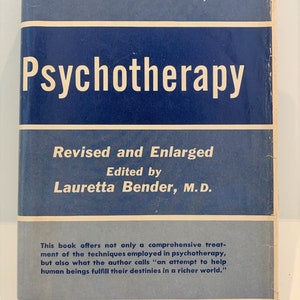 Psychotherapy
Revised and Enlarged
Edited by
Lauretta Bender, M.D.
This book offers not only a comprehensive treat-
ment of the techniques employed in psychotherapy,
but also what the author calls "an attempt to help
human beings fulfill their destinies in a richer world."